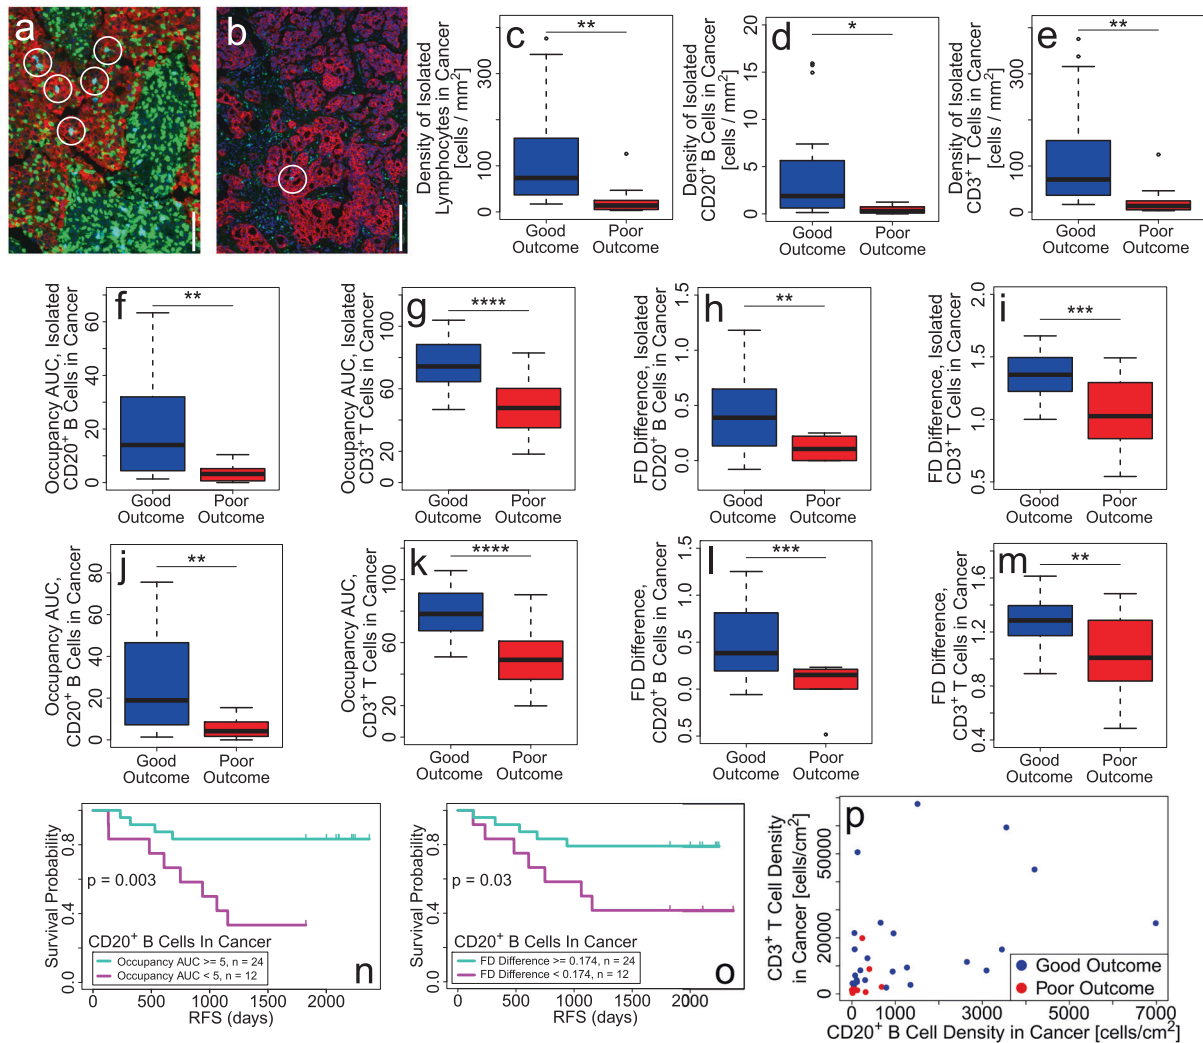 a
b
c
Density of Isolated
Lymphocytes in Cancer
[cells / mm²]
0
100
300
**
Good
Outcome
Poor
Outcome
d
Density of Isolated
CD20⁺ B Cells in Cancer
[cells / mm²]
0
5
10
15
20
*
Good
Outcome
Poor
Outcome
e
Density of Isolated
CD3⁺ T Cells in Cancer
[cells / mm²]
0
100
300
**
Good
Outcome
Poor
Outcome
f
Occupancy AUC, Isolated
CD20⁺ B Cells in Cancer
0
20
40
60
**
Good
Outcome
Poor
Outcome
g
Occupancy AUC, Isolated
CD3⁺ T Cells in Cancer
0
20
60
100
****
Good
Outcome
Poor
Outcome
h
FD Difference, Isolated
CD20⁺ B Cells in Cancer
0.0
0.5
1.0
1.5
**
Good
Outcome
Poor
Outcome
i
FD Difference, Isolated
CD3⁺ T Cells in Cancer
0.5
1.0
1.5
2.0
***
Good
Outcome
Poor
Outcome
j
Occupancy AUC,
CD20⁺ B Cells in Cancer
0
20
40
60
80
**
Good
Outcome
Poor
Outcome
k
Occupancy AUC,
CD3⁺ T Cells in Cancer
0
20
60
100
****
Good
Outcome
Poor
Outcome
l
FD Difference,
CD20⁺ B Cells in Cancer
0.5
0.0
0.5
1.0
1.5
***
Good
Outcome
Poor
Outcome
m
FD Difference,
CD3⁺ T Cells in Cancer
0.4
0.8
1.2
1.6
**
Good
Outcome
Poor
Outcome
Survival Probability
0.0
0.4
0.8
p = 0.003
CD20⁺ B Cells In Cancer
Occupancy AUC >= 5, n = 24
Occupancy AUC < 5, n = 12
n
0
500
1000
2000
RFS (days)
Survival Probability
0.0
0.4
0.8
p = 0.03
CD20⁺ B Cells In Cancer
FD Difference >= 0.174, n = 24
FD Difference < 0.174, n = 12
o
0
500
1000
2000
RFS (days)
p
CD3⁺ T Cell Density
in Cancer [cells/cm²]
0
20000
50000
Good Outcome
Poor Outcome
0
1000
3000
5000
7000
CD20⁺ B Cell Density in Cancer [cells/cm²]